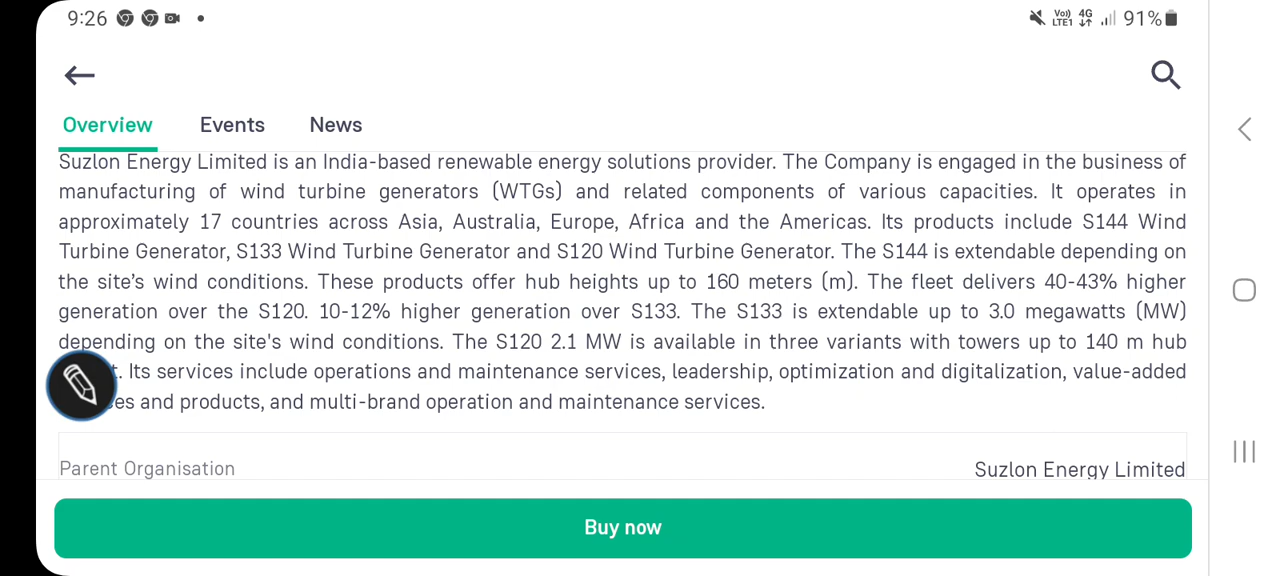 9:26
Vo)) 4G 91%
LTE1
Overview Events News
Suzlon Energy Limited is an India-based renewable energy solutions provider. The Company is engaged in the business of
manufacturing of wind turbine generators (WTGs) and related components of various capacities. It operates in
approximately 17 countries across Asia, Australia, Europe, Africa and the Americas. Its products include S144 Wind
Turbine Generator, S133 Wind Turbine Generator and S120 Wind Turbine Generator. The S144 is extendable depending on
the site’s wind conditions. These products offer hub heights up to 160 meters (m). The fleet delivers 40-43% higher
generation over the S120. 10-12% higher generation over S133. The S133 is extendable up to 3.0 megawatts (MW)
depending on the site's wind conditions. The S120 2.1 MW is available in three variants with towers up to 140 m hub
t. Its services include operations and maintenance services, leadership, optimization and digitalization, value-added
es and products, and multi-brand operation and maintenance services.
Parent Organisation Suzlon Energy Limited
Buy now